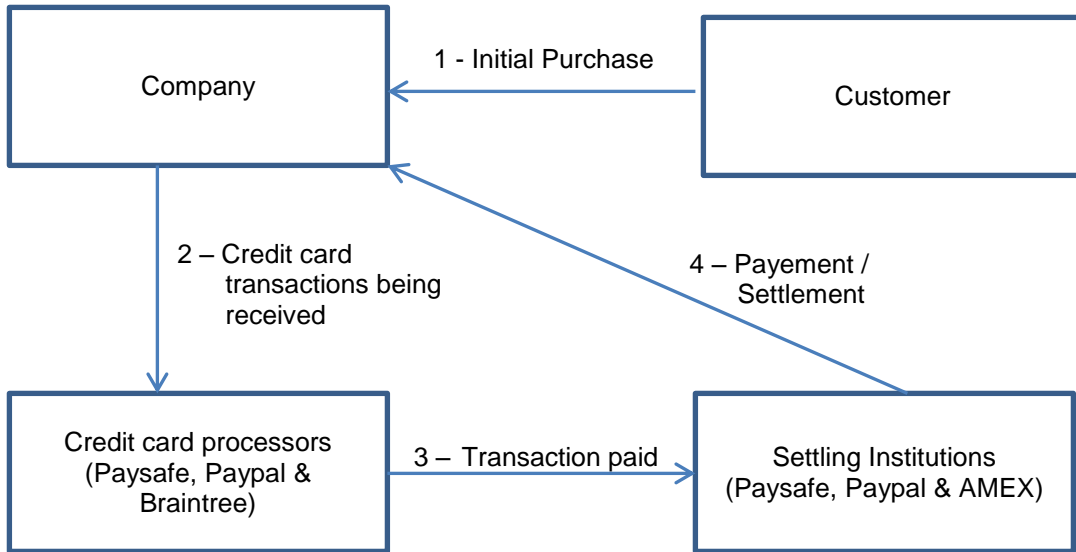 Company
1 - Initial Purchase
Customer
2 – Credit card
transactions being
received
4 – Payement /
Settlement
Credit card processors
(Paysafe, Paypal &
Braintree)
3 – Transaction paid
Settling Institutions
(Paysafe, Paypal & AMEX)